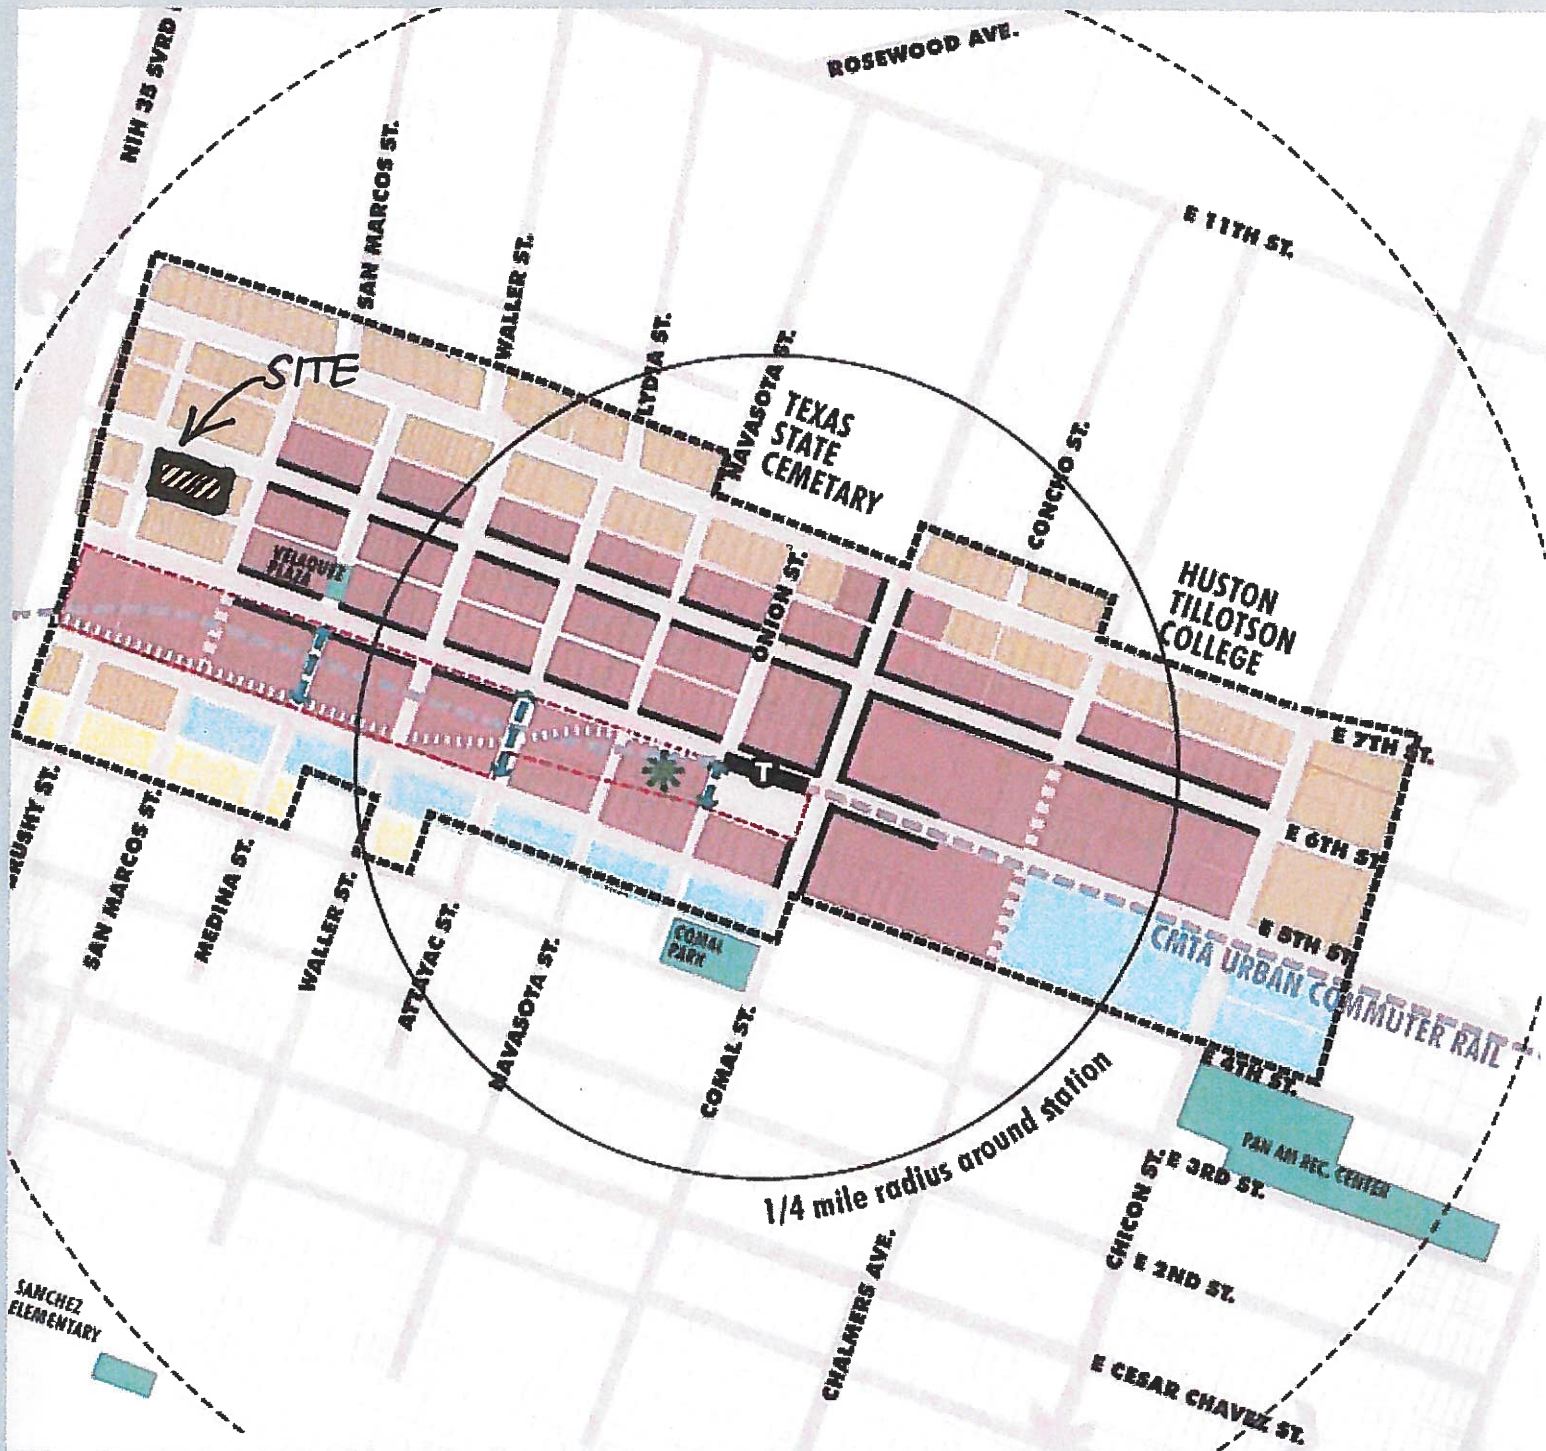 ROSEWOOD AVE.
NIH 35 SVRD
E 11TH ST.
SAN MARCOS ST.
WALLER ST.
LYDIA ST.
NAVASOTA ST.
SITE
TEXAS
STATE
CEMETARY
CONCHO ST.
ONION ST.
HUSTON
TILLOTSON
COLLEGE
PLAZA
E 7TH ST.
T
E 6TH ST.
E 5TH ST.
CMTA URBAN COMMUTER RAIL
SAN MARCOS ST.
MEDINA ST.
WALLER ST.
ATTAYAC ST.
NAVASOTA ST.
COMAL
PARK
COMAL ST.
E 4TH ST.
1/4 mile radius around station
PAN AM REC. CENTER
E 3RD ST.
CHICON ST.
E 2ND ST.
CHALMERS AVE.
SANCHEZ
ELEMENTARY
E CESAR CHAVEZ ST.